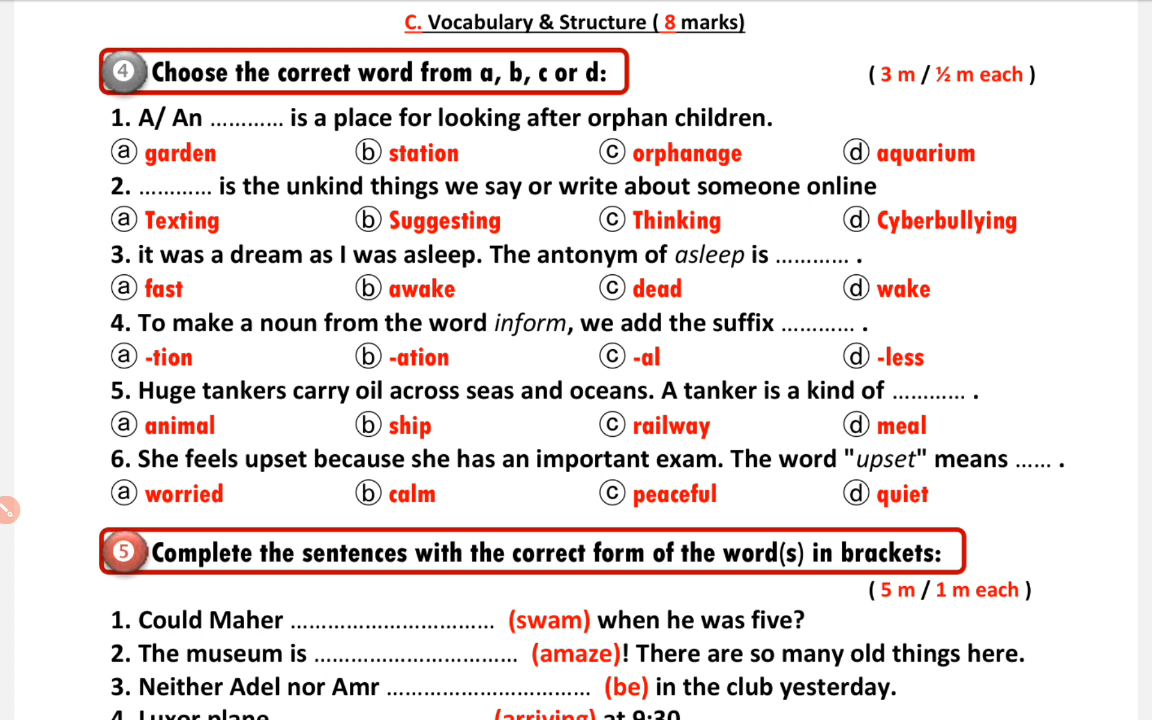 C. Vocabulary & Structure ( 8 marks)
4 Choose the correct word from a, b, c or d:
( 3 m / ½ m each )
1. A/ An ............ is a place for looking after orphan children.
ⓐ garden ⓑ station ⓒ orphanage ⓓ aquarium
2. ............ is the unkind things we say or write about someone online
ⓐ Texting ⓑ Suggesting ⓒ Thinking ⓓ Cyberbullying
3. it was a dream as I was asleep. The antonym of asleep is ............ .
ⓐ fast ⓑ awake ⓒ dead ⓓ wake
4. To make a noun from the word inform, we add the suffix ............ .
ⓐ -tion ⓑ -ation ⓒ -al ⓓ -less
5. Huge tankers carry oil across seas and oceans. A tanker is a kind of ............ .
ⓐ animal ⓑ ship ⓒ railway ⓓ meal
6. She feels upset because she has an important exam. The word "upset" means ...... .
ⓐ worried ⓑ calm ⓒ peaceful ⓓ quiet
5 Complete the sentences with the correct form of the word(s) in brackets:
( 5 m / 1 m each )
1. Could Maher ................................. (swam) when he was five?
2. The museum is ................................. (amaze)! There are so many old things here.
3. Neither Adel nor Amr ................................. (be) in the club yesterday.
4. Luxor plane (arriving) at 9:30